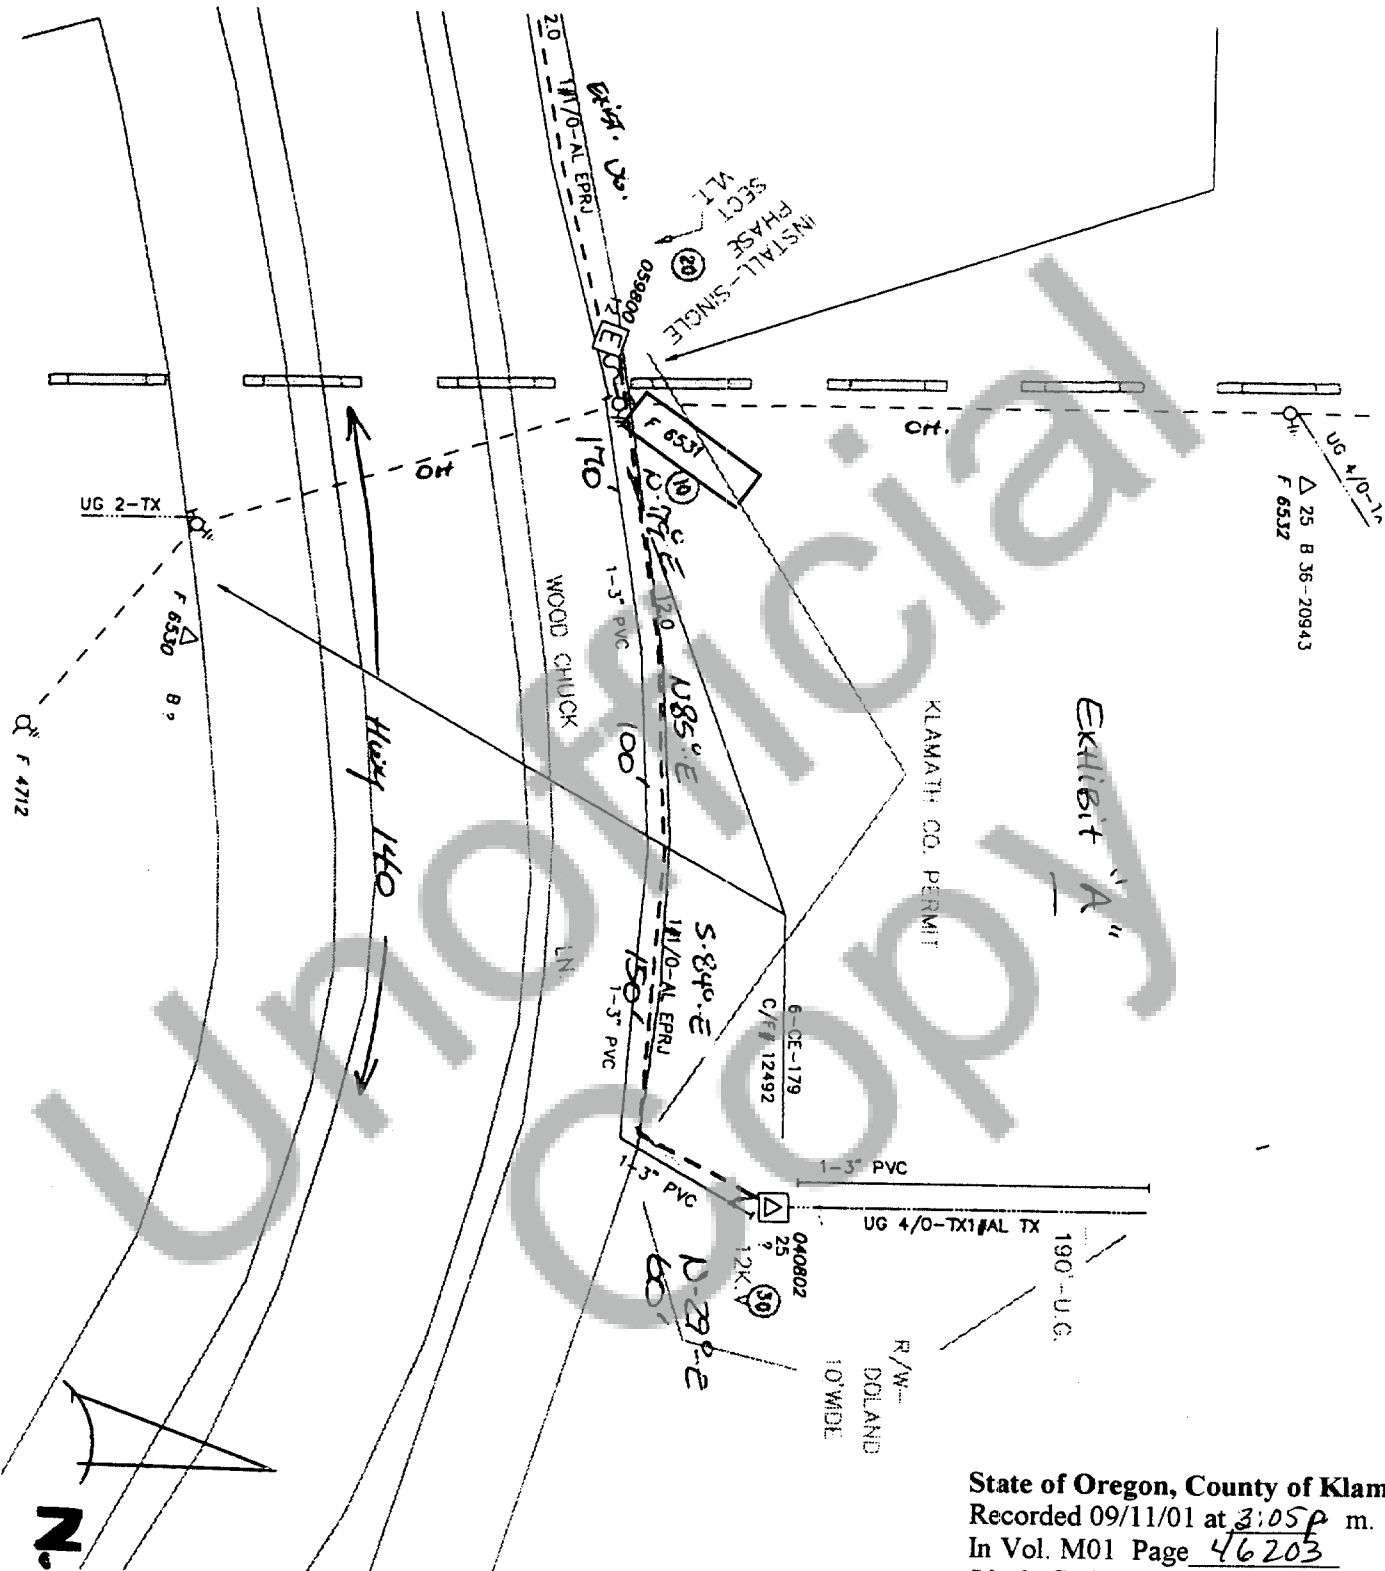 Exhibit "A"
KLAMATH CO. PERMIT
OH.
UG 4/0-
△ 25 B 36-20943
F 6532
INSTALL-SINGLE
PHASE
SECT
VLT.
20
059800
E
EXIST.
2.0
1#1/0-AL EPRJ
F 6531
10
170'
N.79° E
120
1-3" PVC
N85° E
100'
S.84° E
1#1/0-AL EPRJ
150'
1-3" PVC
6-CE-179
C/F# 12492
1-3" PVC
1-3" PVC
UG 4/0-TX1#AL TX
190'-U.G.
040802
25
?
12K.V
30
N-29°-E
60'
R/W-
DOLAND
10'WIDE
WOOD CHUCK LN.
Hwy 140
OH
UG 2-TX
△
F 6530 B ?
F 4712
N
Unofficial
Copy
State of Oregon, County of Klam
Recorded 09/11/01 at 3:05 p m.
In Vol. M01 Page 46203